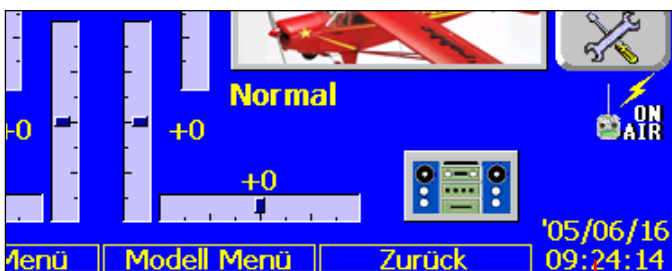 Normal
ON
AIR
+0
+0
+0
'05/06/16
Menü
Modell Menü
Zurück
09:24:14